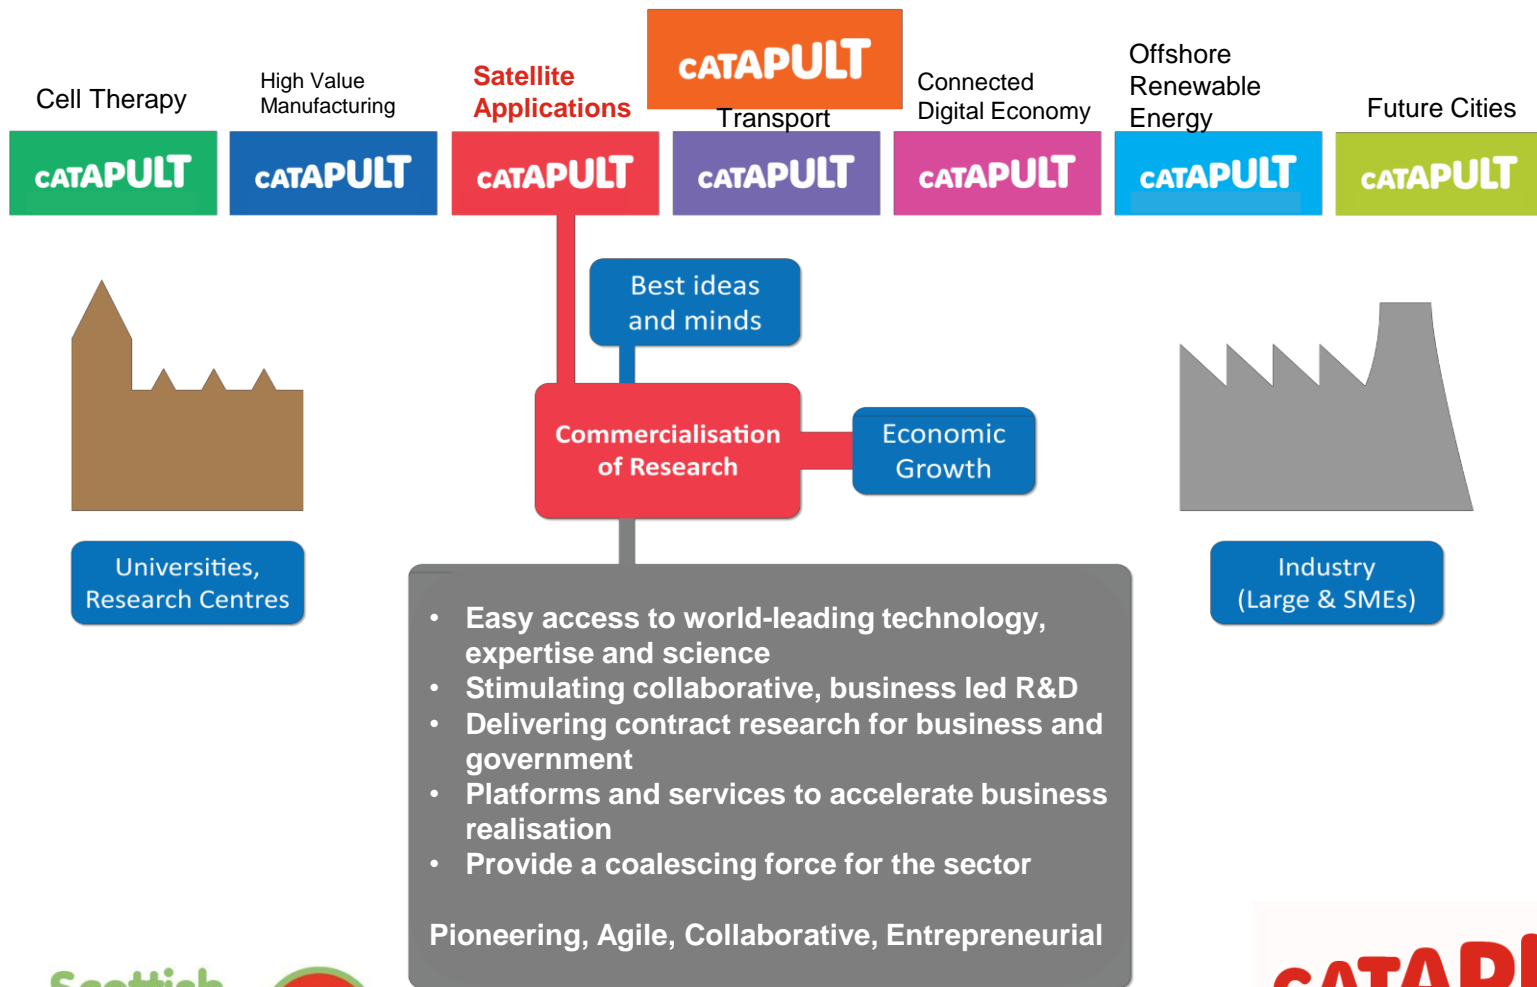 CATAPULT
Cell Therapy
High Value
Manufacturing
Satellite
Applications
Transport
Connected
Digital Economy
Offshore
Renewable
Energy
Future Cities
CATAPULT
CATAPULT
CATAPULT
CATAPULT
CATAPULT
CATAPULT
CATAPULT
Best ideas
and minds
Commercialisation
of Research
Economic
Growth
Universities,
Research Centres
Industry
(Large & SMEs)
• Easy access to world-leading technology,
expertise and science
• Stimulating collaborative, business led R&D
• Delivering contract research for business and
government
• Platforms and services to accelerate business
realisation
• Provide a coalescing force for the sector
Pioneering, Agile, Collaborative, Entrepreneurial
Scottish